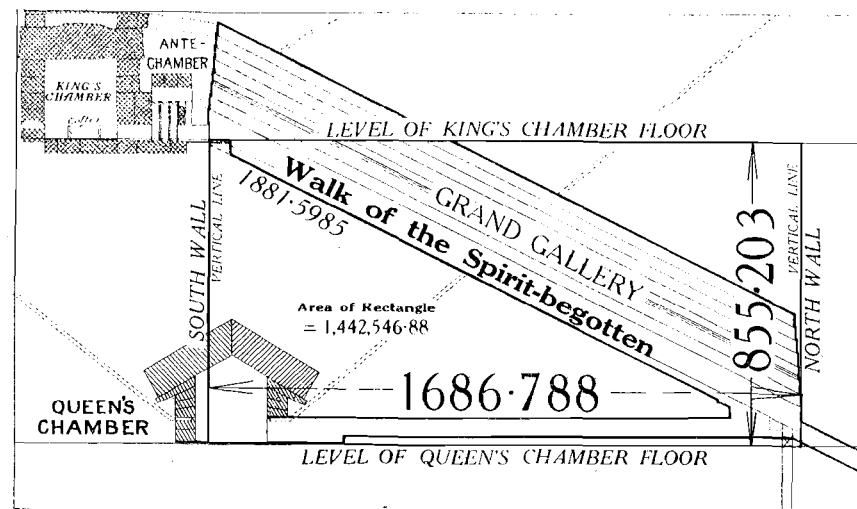 ANTE-
CHAMBER
KING'S
CHAMBER
Coffer
LEVEL OF KING'S CHAMBER FLOOR
Walk of the Spirit-begotten
1881·5985
GRAND GALLERY
SOUTH WALL
VERTICAL LINE
855·203
VERTICAL LINE
NORTH WALL
Area of Rectangle
= 1,442,546·88
1686·788
QUEEN'S
CHAMBER
LEVEL OF QUEEN'S CHAMBER FLOOR